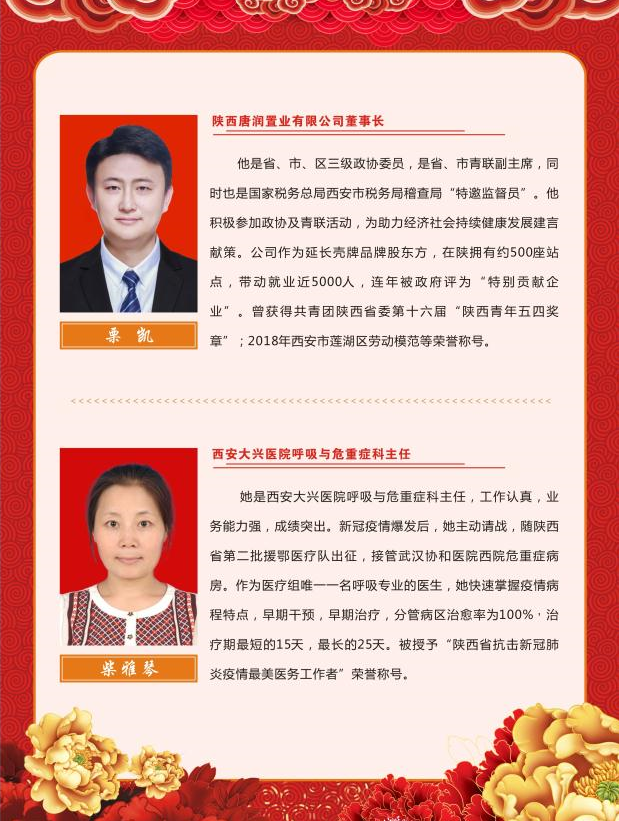 陕西唐润置业有限公司董事长
他是省、市、区三级政协委员，是省、市青联副主席，同
时也是国家税务总局西安市税务局稽查局“特邀监督员”。他
积极参加政协及青联活动，为助力经济社会持续健康发展建言
献策。公司作为延长壳牌品牌股东方，在陕拥有约500座站
点，带动就业近5000人，连年被政府评为“特别贡献企
业”。曾获得共青团陕西省委第十六届“陕西青年五四奖
章”；2018年西安市莲湖区劳动模范等荣誉称号。
栗凯
西安大兴医院呼吸与危重症科主任
她是西安大兴医院呼吸与危重症科主任，工作认真，业
务能力强，成绩突出。新冠疫情爆发后，她主动请战，随陕西
省第二批援鄂医疗队出征，接管武汉协和医院西院危重症病
房。作为医疗组唯一一名呼吸专业的医生，她快速掌握疫情病
程特点，早期干预，早期治疗，分管病区治愈率为100%，治
疗期最短的15天，最长的25天。被授予“陕西省抗击新冠肺
炎疫情最美医务工作者”荣誉称号。
柴雅琴